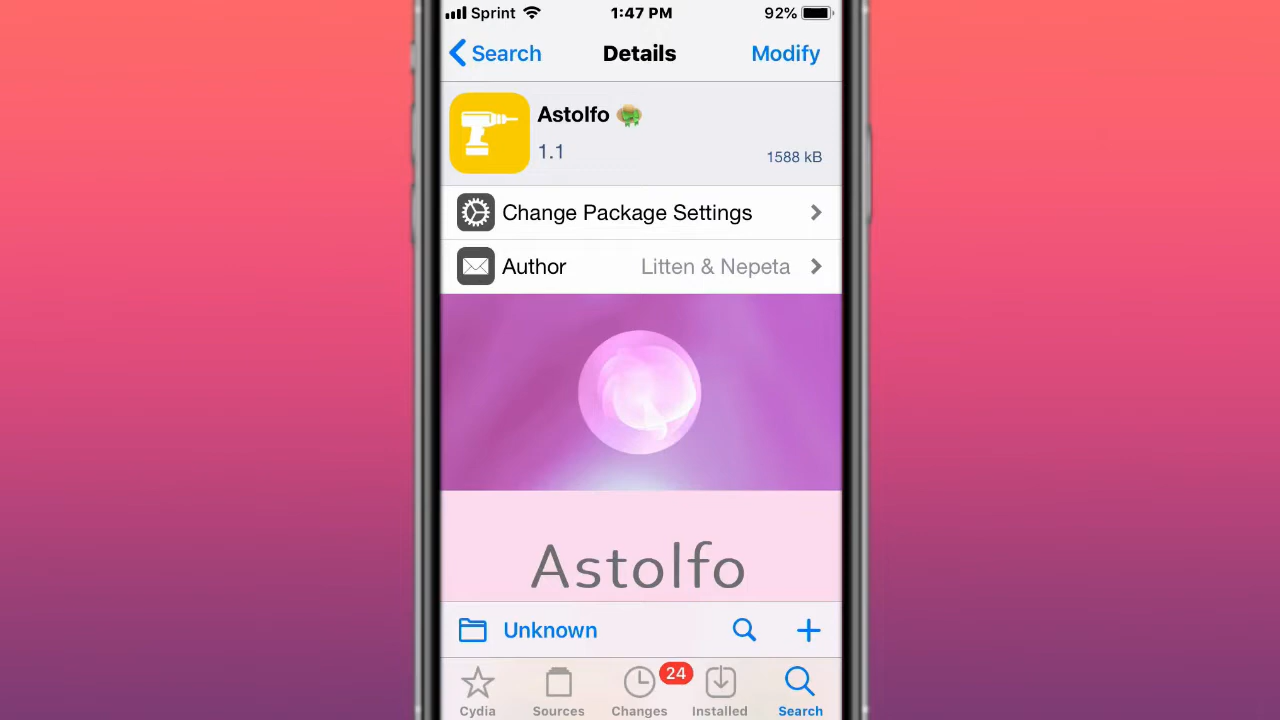 Sprint 1:47 PM 92%
Search Details Modify
Astolfo
1.1 1588 kB
Change Package Settings
Author Litten & Nepeta
Astolfo
Unknown
24
Cydia Sources Changes Installed Search